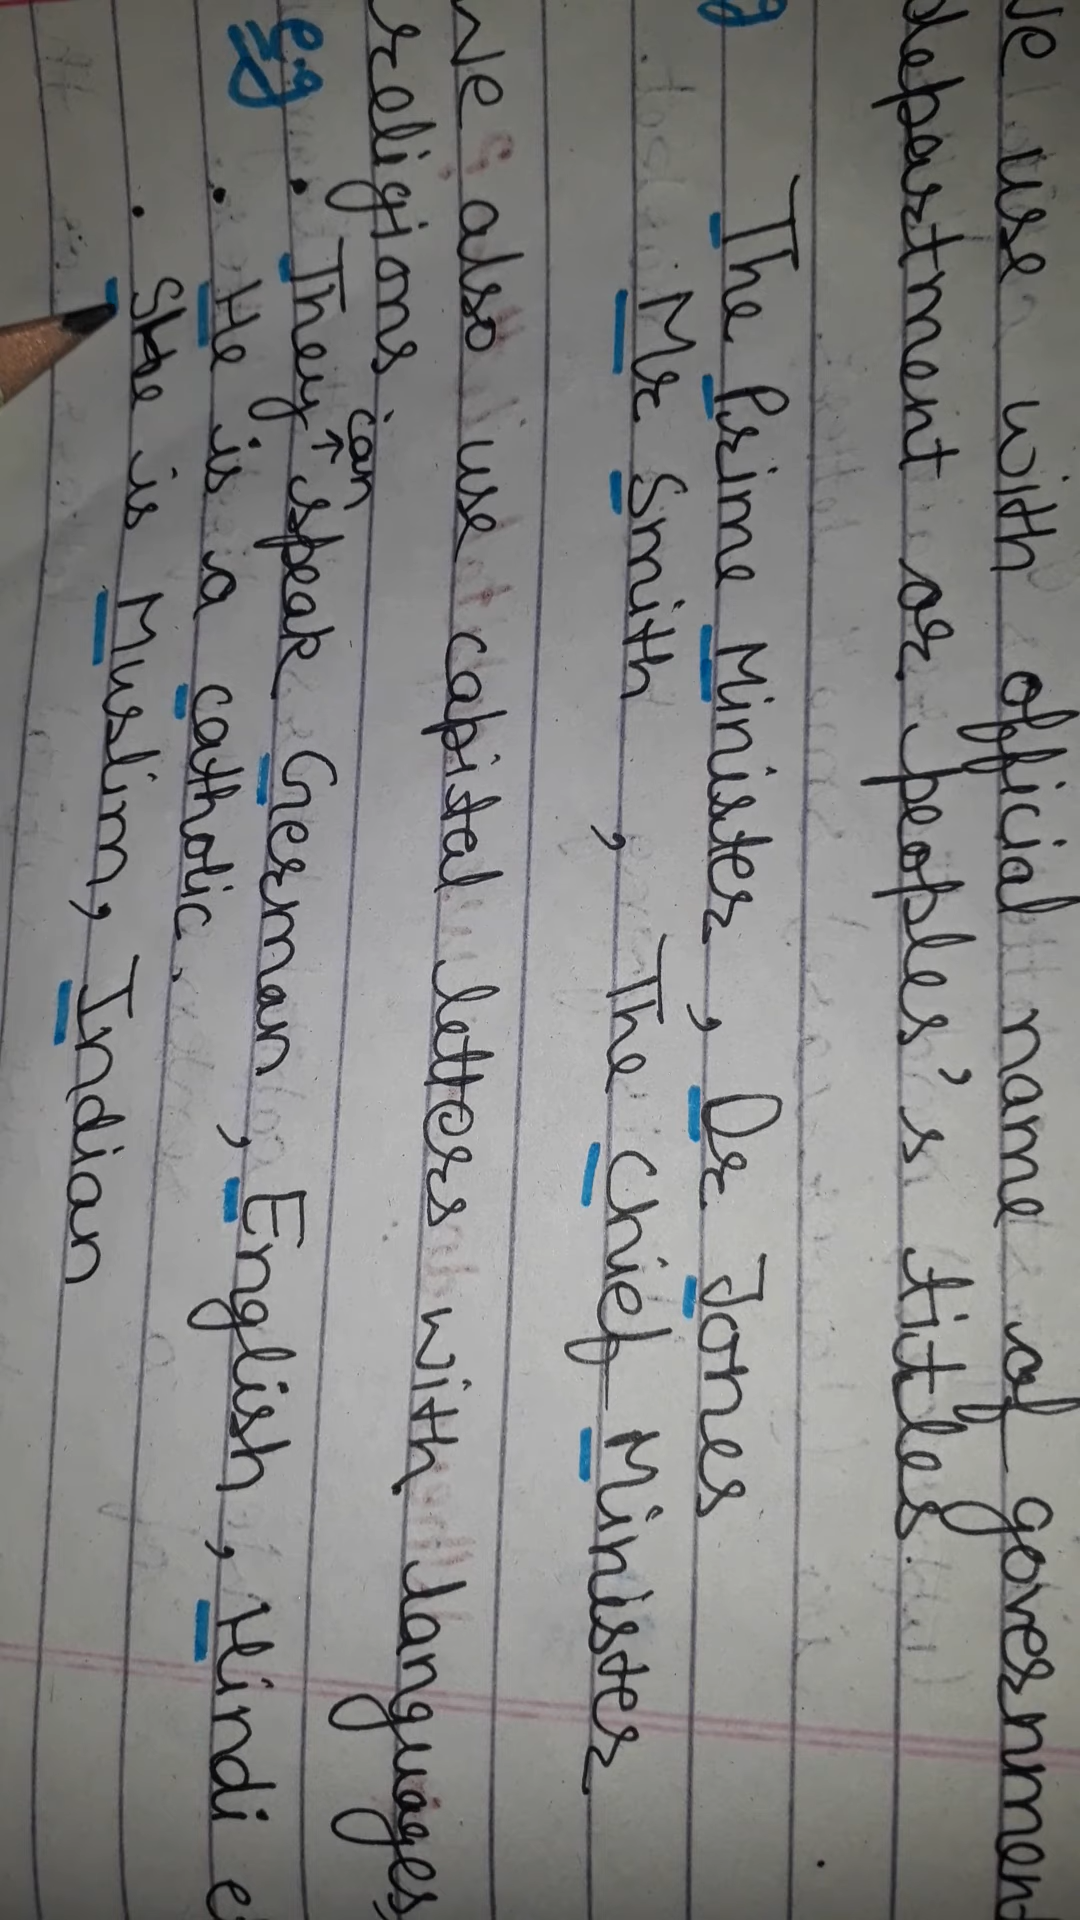 We use with official name of government
department or peoples's titles.
eg
The Prime Minister, Dr Jones
Mr Smith, The Chief Minister
We also use capital letters with languages,
religions.
e.g. They can speak German, English, Hindi
. He is a catholic.
. She is Muslim, Indian